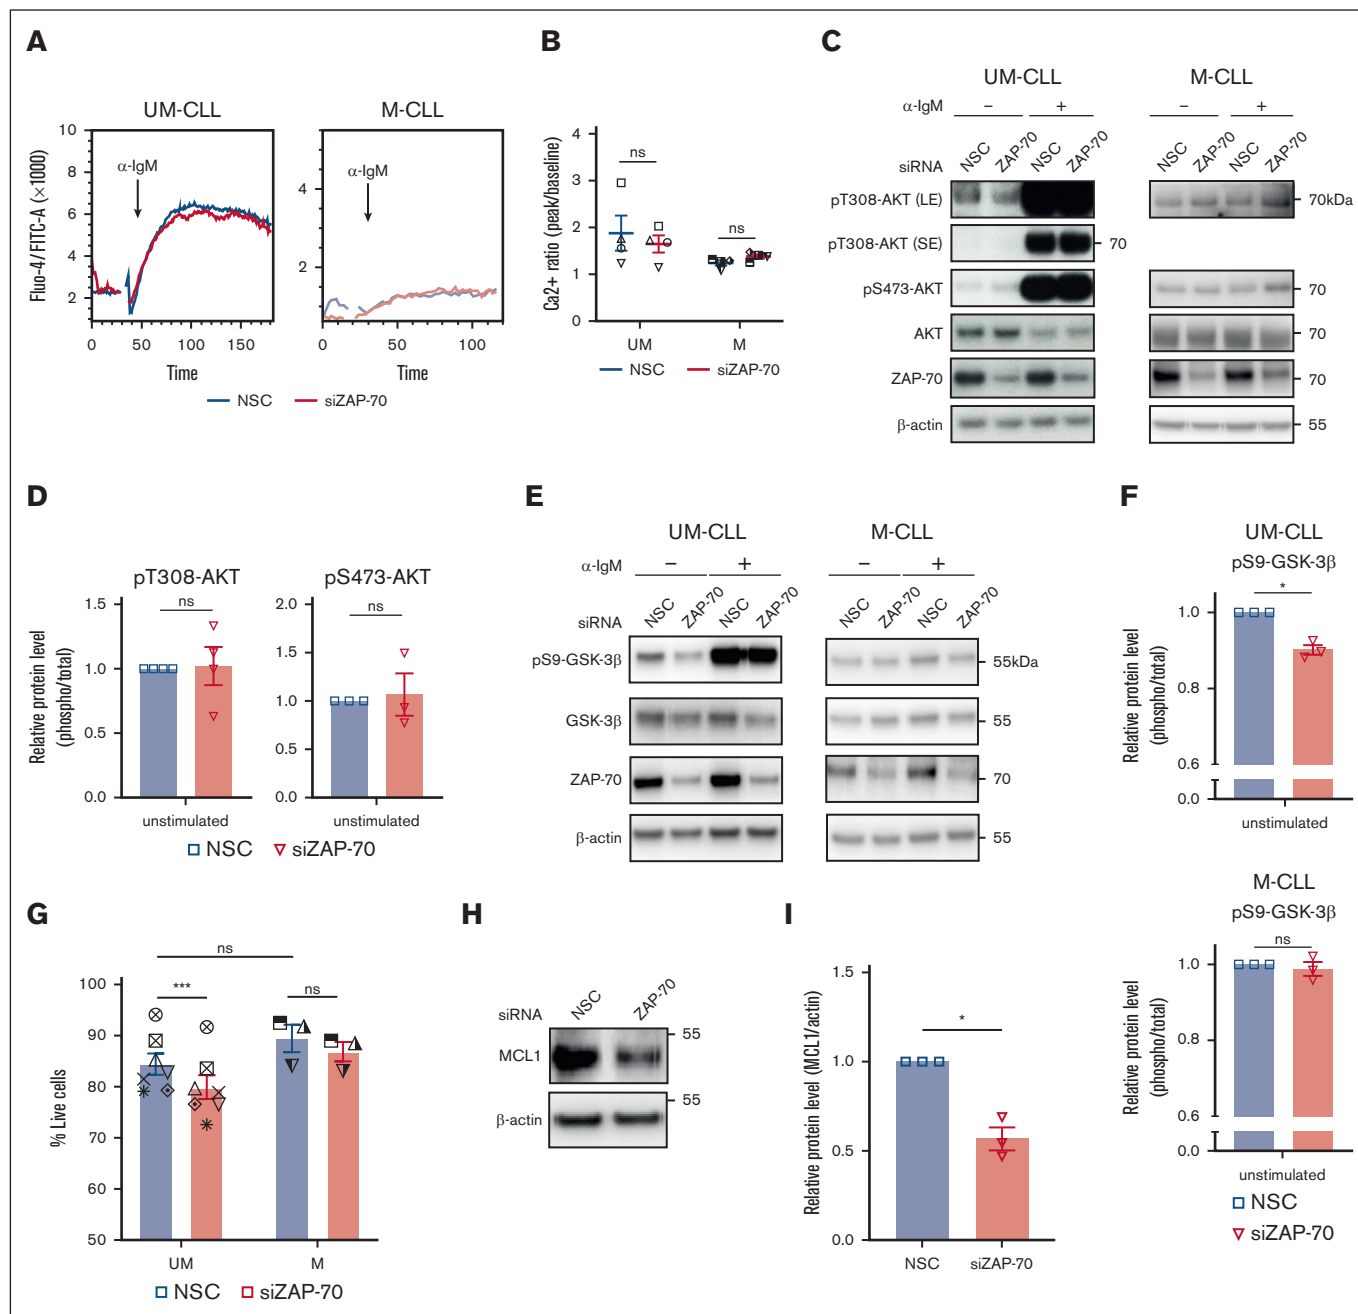 A
UM-CLL
M-CLL
Fluo-4/FITC-A (×1000)
10
8
6
4
2
α-IgM
0
50
100
150
Time
4
2
α-IgM
0
50
100
Time
NSC
siZAP-70
B
Ca2+ ratio (peak/baseline)
4
3
2
1
0
ns
ns
UM
M
NSC
siZAP-70
C
UM-CLL
M-CLL
α-IgM
−
+
−
+
siRNA
NSC
ZAP-70
NSC
ZAP-70
NSC
ZAP-70
NSC
ZAP-70
pT308-AKT (LE)
70kDa
pT308-AKT (SE)
70
pS473-AKT
70
AKT
70
ZAP-70
70
β-actin
55
D
pT308-AKT
pS473-AKT
Relative protein level
(phospho/total)
1.5
1.0
0.5
0.0
ns
unstimulated
2.0
1.5
1.0
0.5
0.0
ns
unstimulated
NSC
siZAP-70
E
UM-CLL
M-CLL
α-IgM
−
+
−
+
siRNA
NSC
ZAP-70
NSC
ZAP-70
NSC
ZAP-70
NSC
ZAP-70
pS9-GSK-3β
55kDa
GSK-3β
55
ZAP-70
70
β-actin
55
F
UM-CLL
pS9-GSK-3β
Relative protein level
(phospho/total)
1.0
0.8
0.6
0.0
*
unstimulated
M-CLL
pS9-GSK-3β
Relative protein level
(phospho/total)
1.0
0.8
0.6
0.0
ns
unstimulated
NSC
siZAP-70
G
% Live cells
100
90
80
70
60
50
ns
***
ns
UM
M
NSC
siZAP-70
H
siRNA
NSC
ZAP-70
55
MCL1
55
β-actin
I
Relative protein level (MCL1/actin)
1.5
1.0
0.5
0.0
*
NSC
siZAP-70